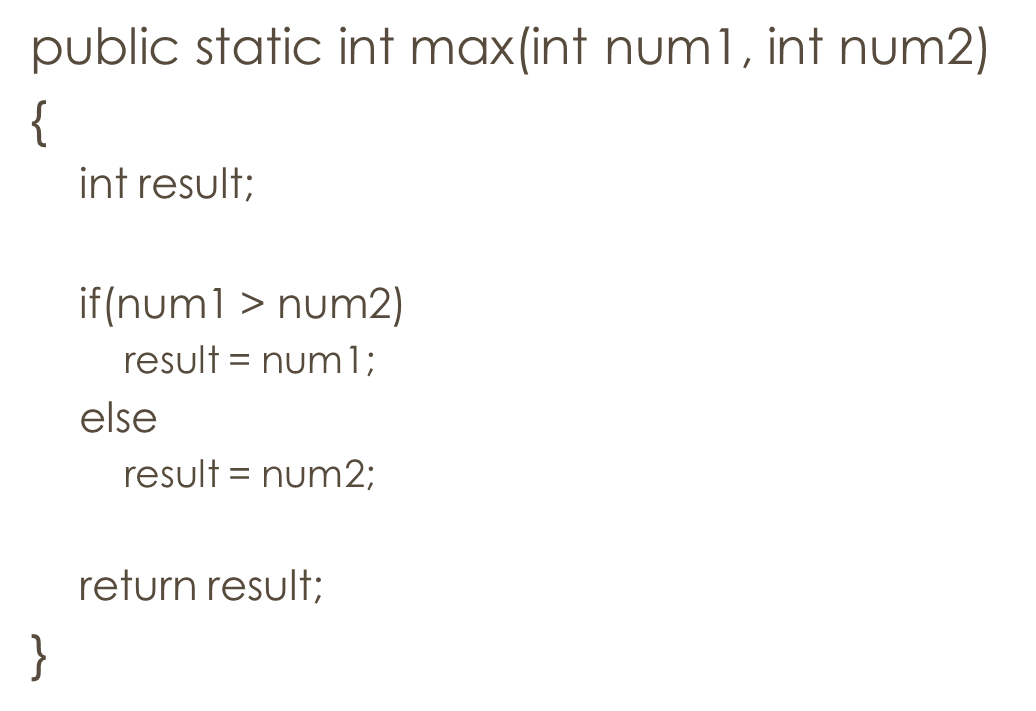 public static int max(int num1, int num2)
{
int result;
if(num1 > num2)
result = num1;
else
result = num2;
return result;
}